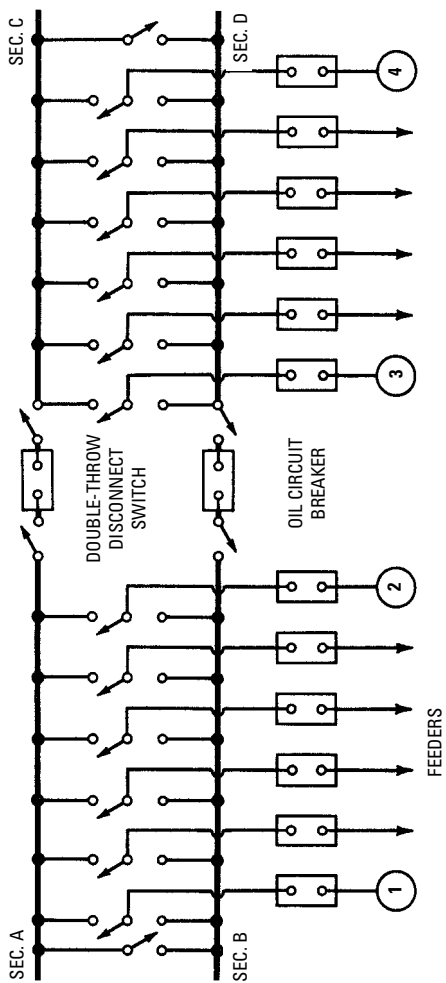 SEC. A
SEC. C
DOUBLE-THROW
DISCONNECT
SWITCH
SEC. B
SEC. D
OIL CIRCUIT
BREAKER
1
2
3
4
FEEDERS